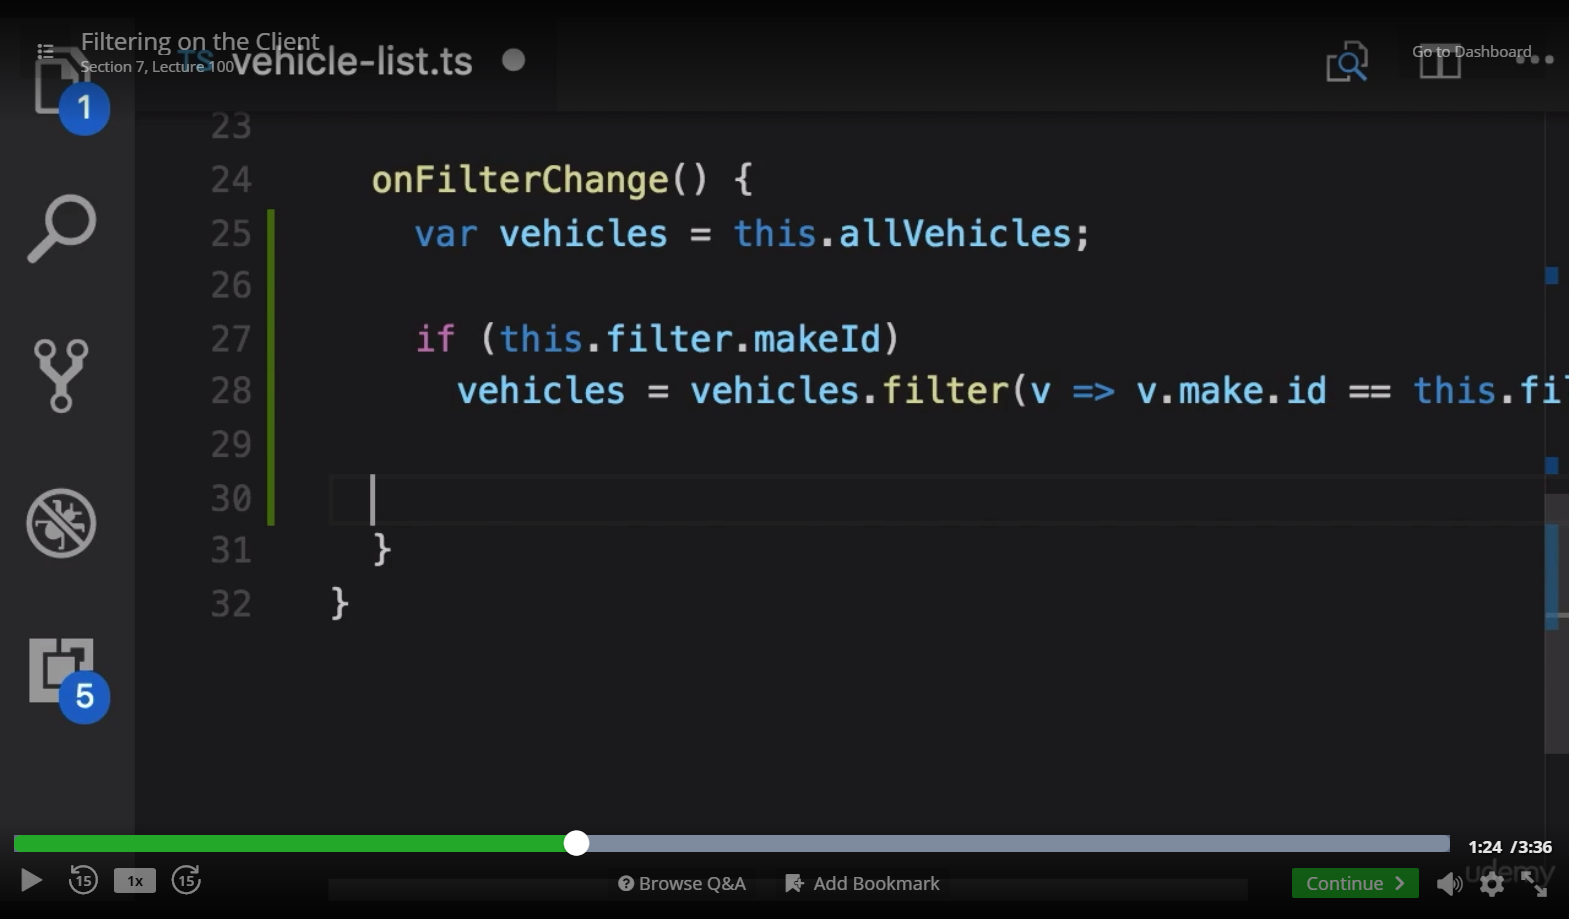 Filtering on the Client
Section 7, Lecture 100
TS vehicle-list.ts
Go to Dashboard
1
23
24 onFilterChange() {
25 var vehicles = this.allVehicles;
26
27 if (this.filter.makeId)
28 vehicles = vehicles.filter(v => v.make.id == this.fil
29
30
31 }
32 }
5
1:24 /3:36
15 1x 15
Browse Q&A
Add Bookmark
Continue
udemy